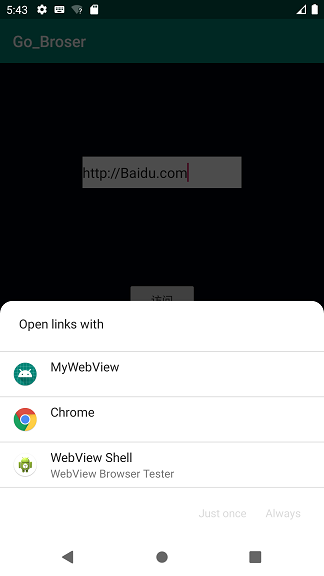 5:43
Go_Broser
http://Baidu.com
访问
Open links with
MyWebView
Chrome
WebView Shell
WebView Browser Tester
Just once Always